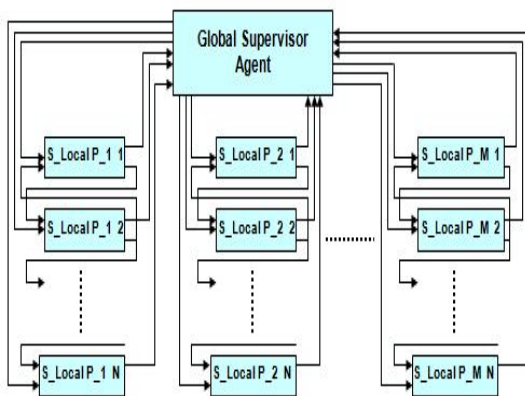 Global Supervisor
Agent
S_Local P_1 1
S_Local P_2 1
S_Local P_M 1
S_Local P_1 2
S_Local P_2 2
S_Local P_M 2
S_Local P_1 N
S_Local P_2 N
S_Local P_M N